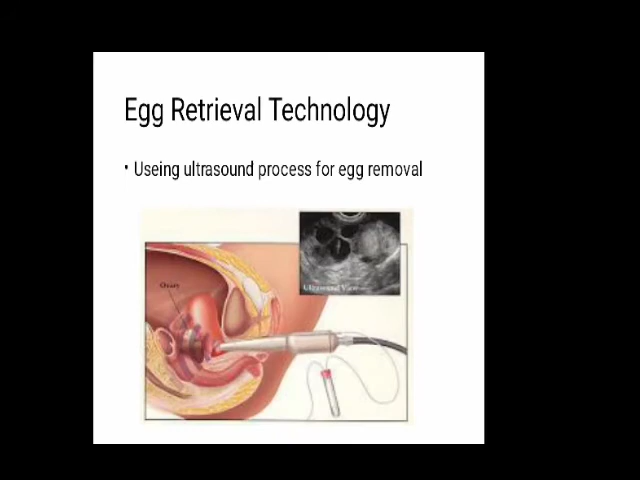 Egg Retrieval Technology
• Useing ultrasound process for egg removal
Ultrasound View
Ovary